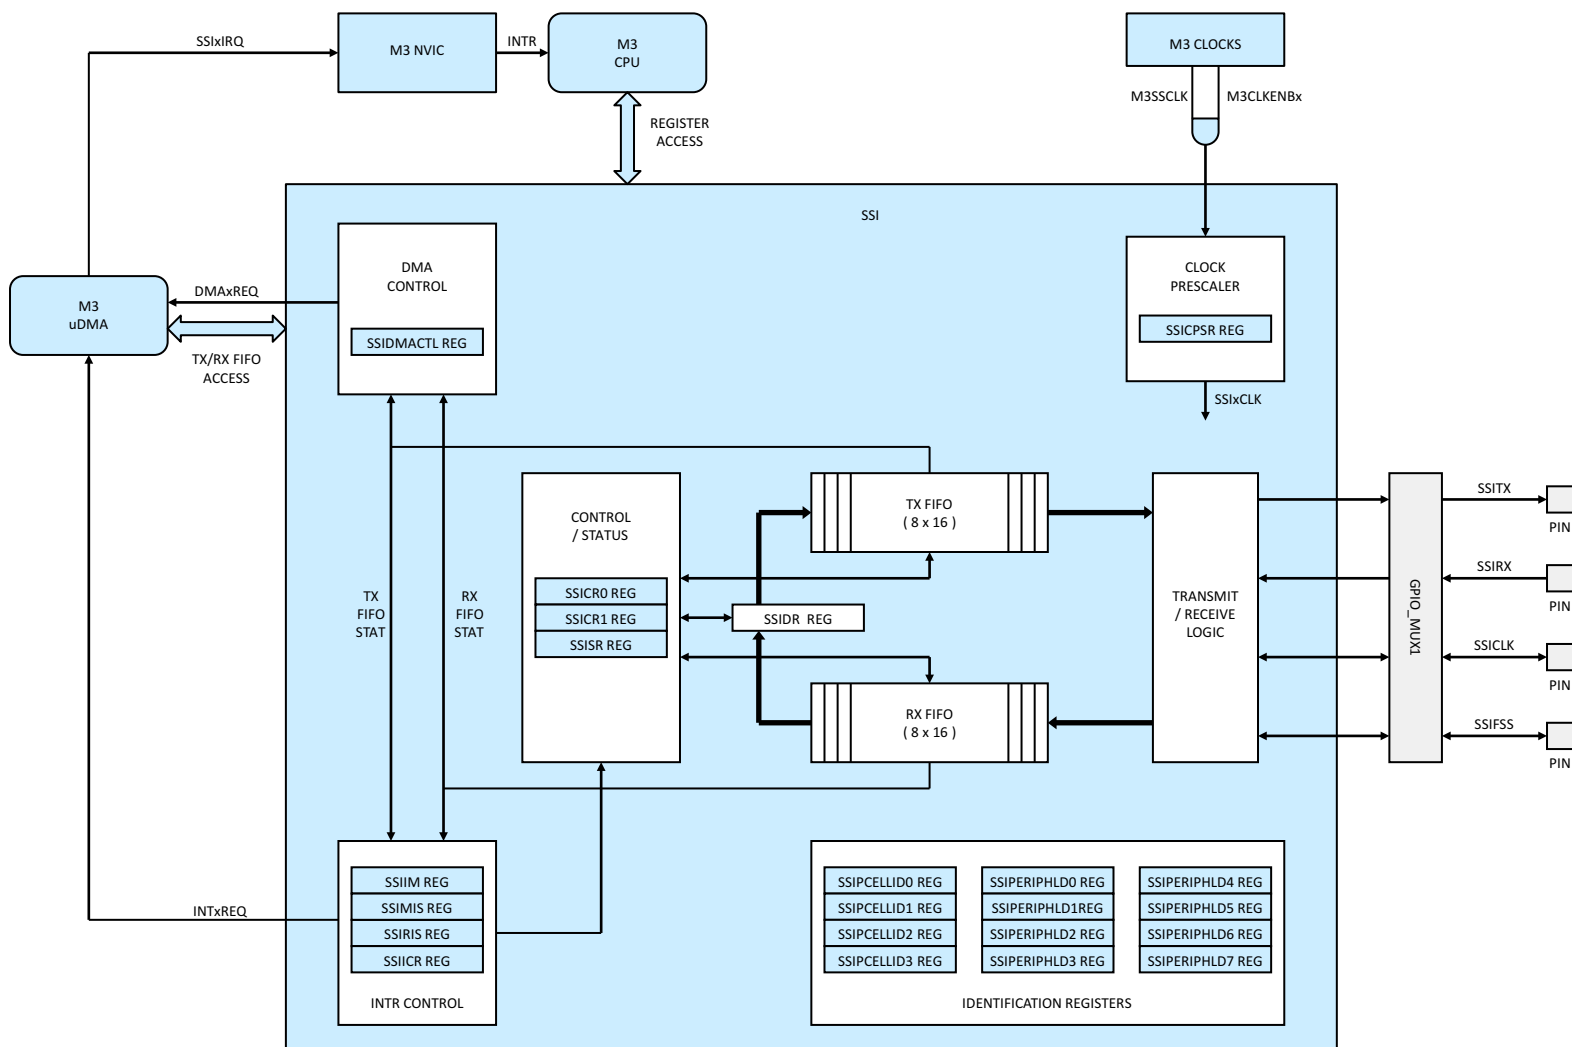 SSIxIRQ
M3 NVIC
INTR
M3
CPU
M3 CLOCKS
M3SSCLK
M3CLKENBx
REGISTER
ACCESS
SSI
DMA
CONTROL
SSIDMACTL REG
CLOCK
PRESCALER
SSICPSR REG
SSIxCLK
DMAxREQ
M3
uDMA
TX/RX FIFO
ACCESS
CONTROL
/ STATUS
SSICR0 REG
SSICR1 REG
SSISR REG
TX FIFO
( 8 x 16 )
SSIDR REG
RX FIFO
( 8 x 16 )
TX
FIFO
STAT
RX
FIFO
STAT
TRANSMIT
/ RECEIVE
LOGIC
GPIO_MUX1
SSITX
PIN
SSIRX
PIN
SSICLK
PIN
SSIFSS
PIN
INTxREQ
SSIIM REG
SSIMIS REG
SSIRIS REG
SSIICR REG
INTR CONTROL
SSIPCELLID0 REG
SSIPCELLID1 REG
SSIPCELLID2 REG
SSIPCELLID3 REG
SSIPERIPHLD0 REG
SSIPERIPHLD1REG
SSIPERIPHLD2 REG
SSIPERIPHLD3 REG
SSIPERIPHLD4 REG
SSIPERIPHLD5 REG
SSIPERIPHLD6 REG
SSIPERIPHLD7 REG
IDENTIFICATION REGISTERS